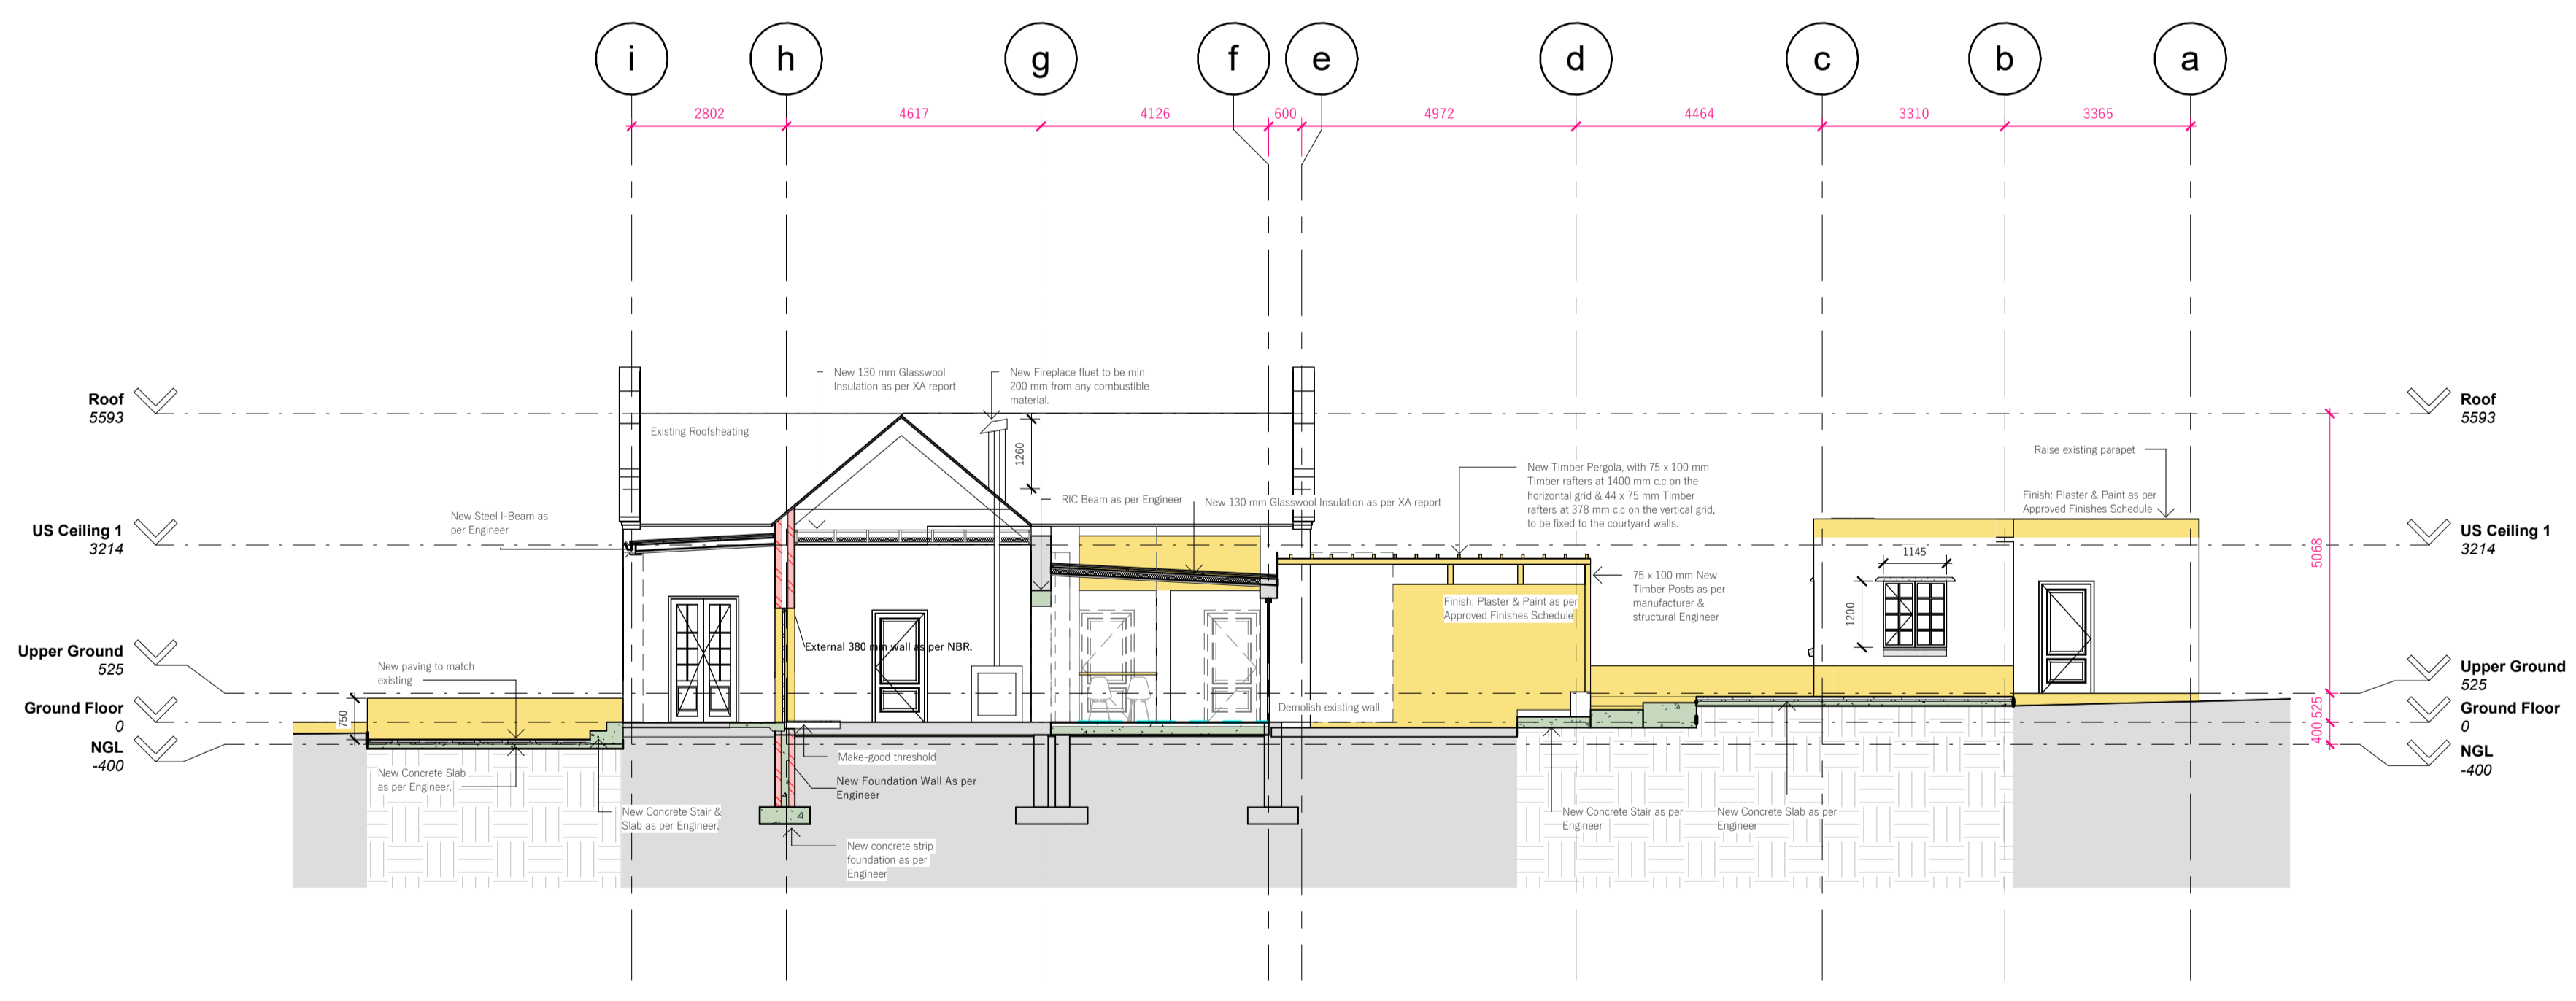 i
h
g
f
e
d
c
b
a
2802
4617
4126
600
4972
4464
3310
3365
New 130 mm Glasswool
Insulation as per XA report
New Fireplace fluet to be min
200 mm from any combustible
material.
Roof
5593
Roof
5593
Existing Roofsheating
1260
Raise existing parapet
New Timber Pergola, with 75 x 100 mm
Timber rafters at 1400 mm c.c on the
horizontal grid & 44 x 75 mm Timber
rafters at 378 mm c.c on the vertical grid,
to be fixed to the courtyard walls.
RIC Beam as per Engineer
New 130 mm Glasswool Insulation as per XA report
Finish: Plaster & Paint as per
Approved Finishes Schedule
New Steel I-Beam as
per Engineer
US Ceiling 1
3214
US Ceiling 1
3214
1145
5068
75 x 100 mm New
Timber Posts as per
manufacturer &
structural Engineer
Finish: Plaster & Paint as per
Approved Finishes Schedule
1200
External 380 mm wall as per NBR.
Upper Ground
525
New paving to match
existing
Upper Ground
525
Ground Floor
0
750
Demolish existing wall
525
Ground Floor
0
400
NGL
-400
NGL
-400
Make-good threshold
New Concrete Slab
as per Engineer.
New Foundation Wall As per
Engineer
New Concrete Stair &
Slab as per Engineer.
New Concrete Stair as per
Engineer
New Concrete Slab as per
Engineer
New concrete strip
foundation as per
Engineer